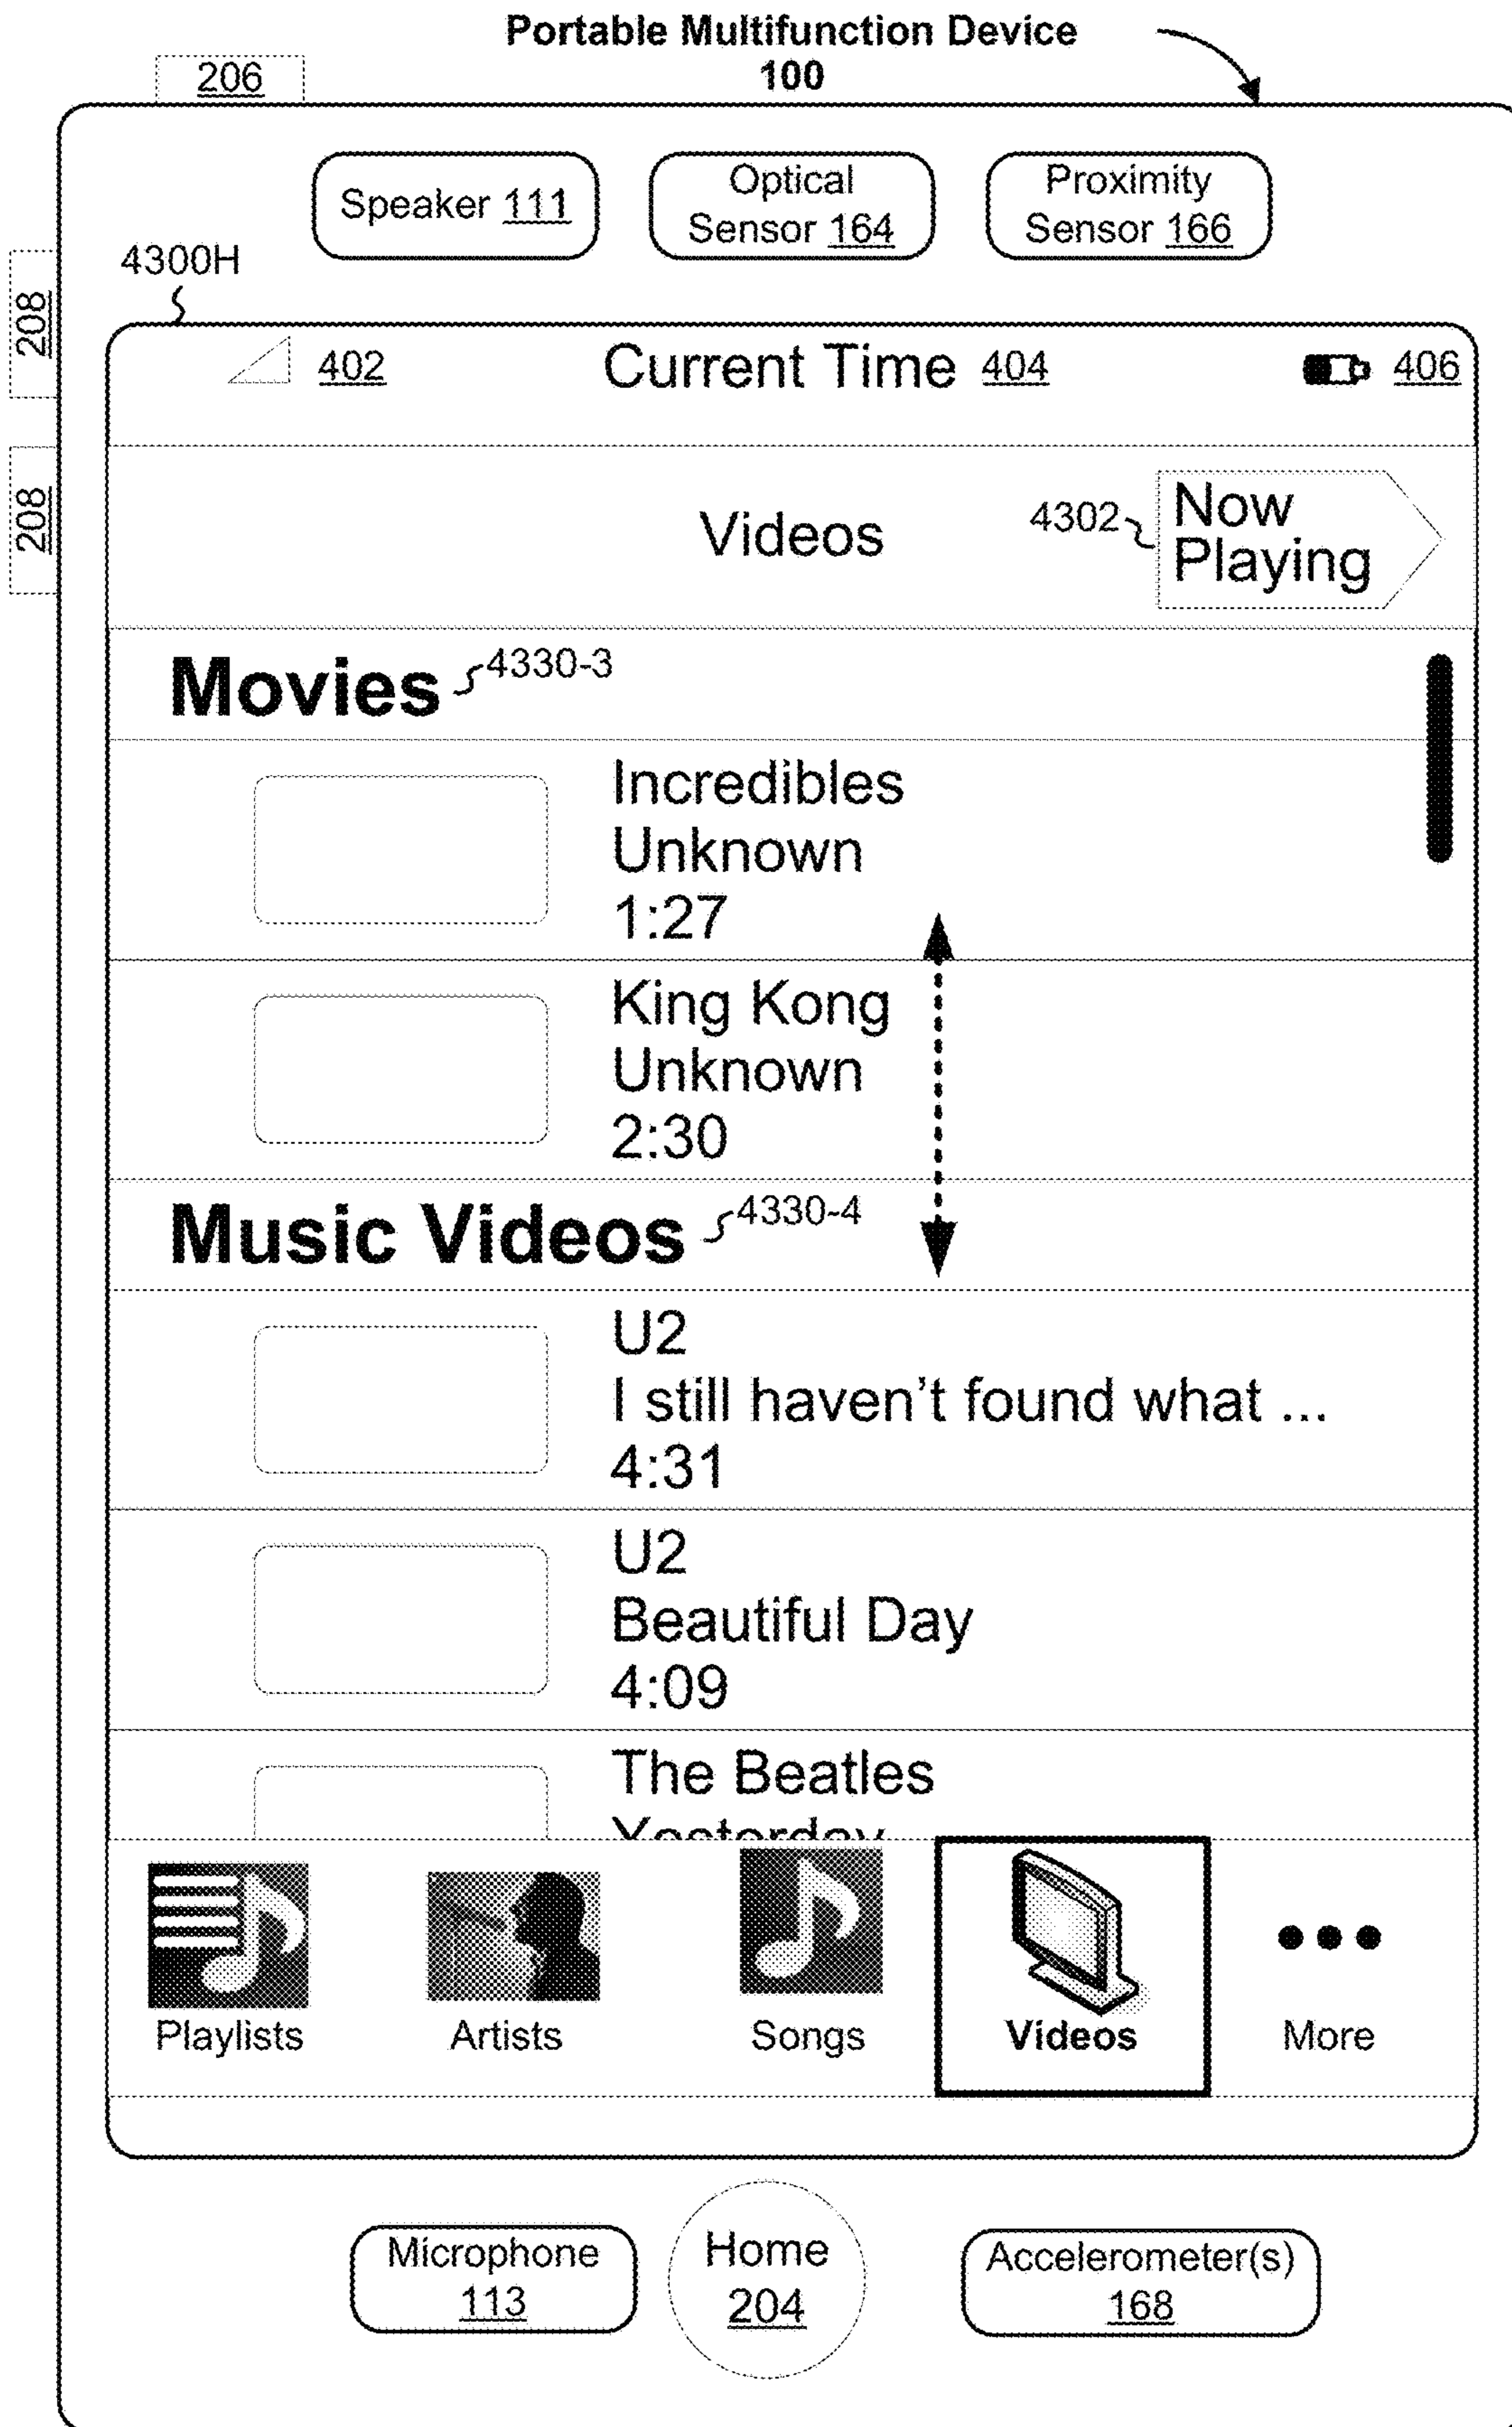 Portable Multifunction Device
100
206
Speaker 111
Optical
Sensor 164
Proximity
Sensor 166
4300H
208
208
402
Current Time 404
406
Videos
4302
Now
Playing
Movies
4330-3
Incredibles
Unknown
1:27
King Kong
Unknown
2:30
Music Videos
4330-4
U2
I still haven't found what ...
4:31
U2
Beautiful Day
4:09
The Beatles
Yesterday
Playlists
Artists
Songs
Videos
More
Microphone
113
Home
204
Accelerometer(s)
168